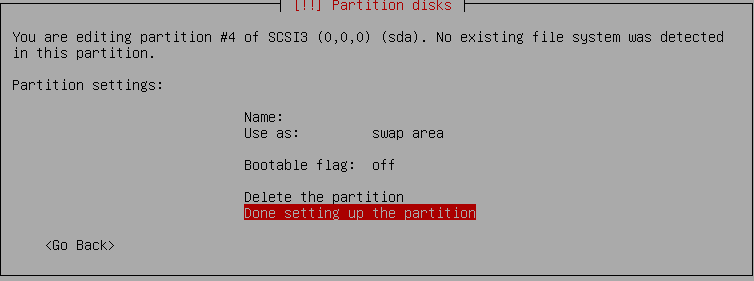 [!!] Partition disks
You are editing partition #4 of SCSI3 (0,0,0) (sda). No existing file system was detected
in this partition.
Partition settings:
Name:
Use as: swap area
Bootable flag: off
Delete the partition
Done setting up the partition
<Go Back>